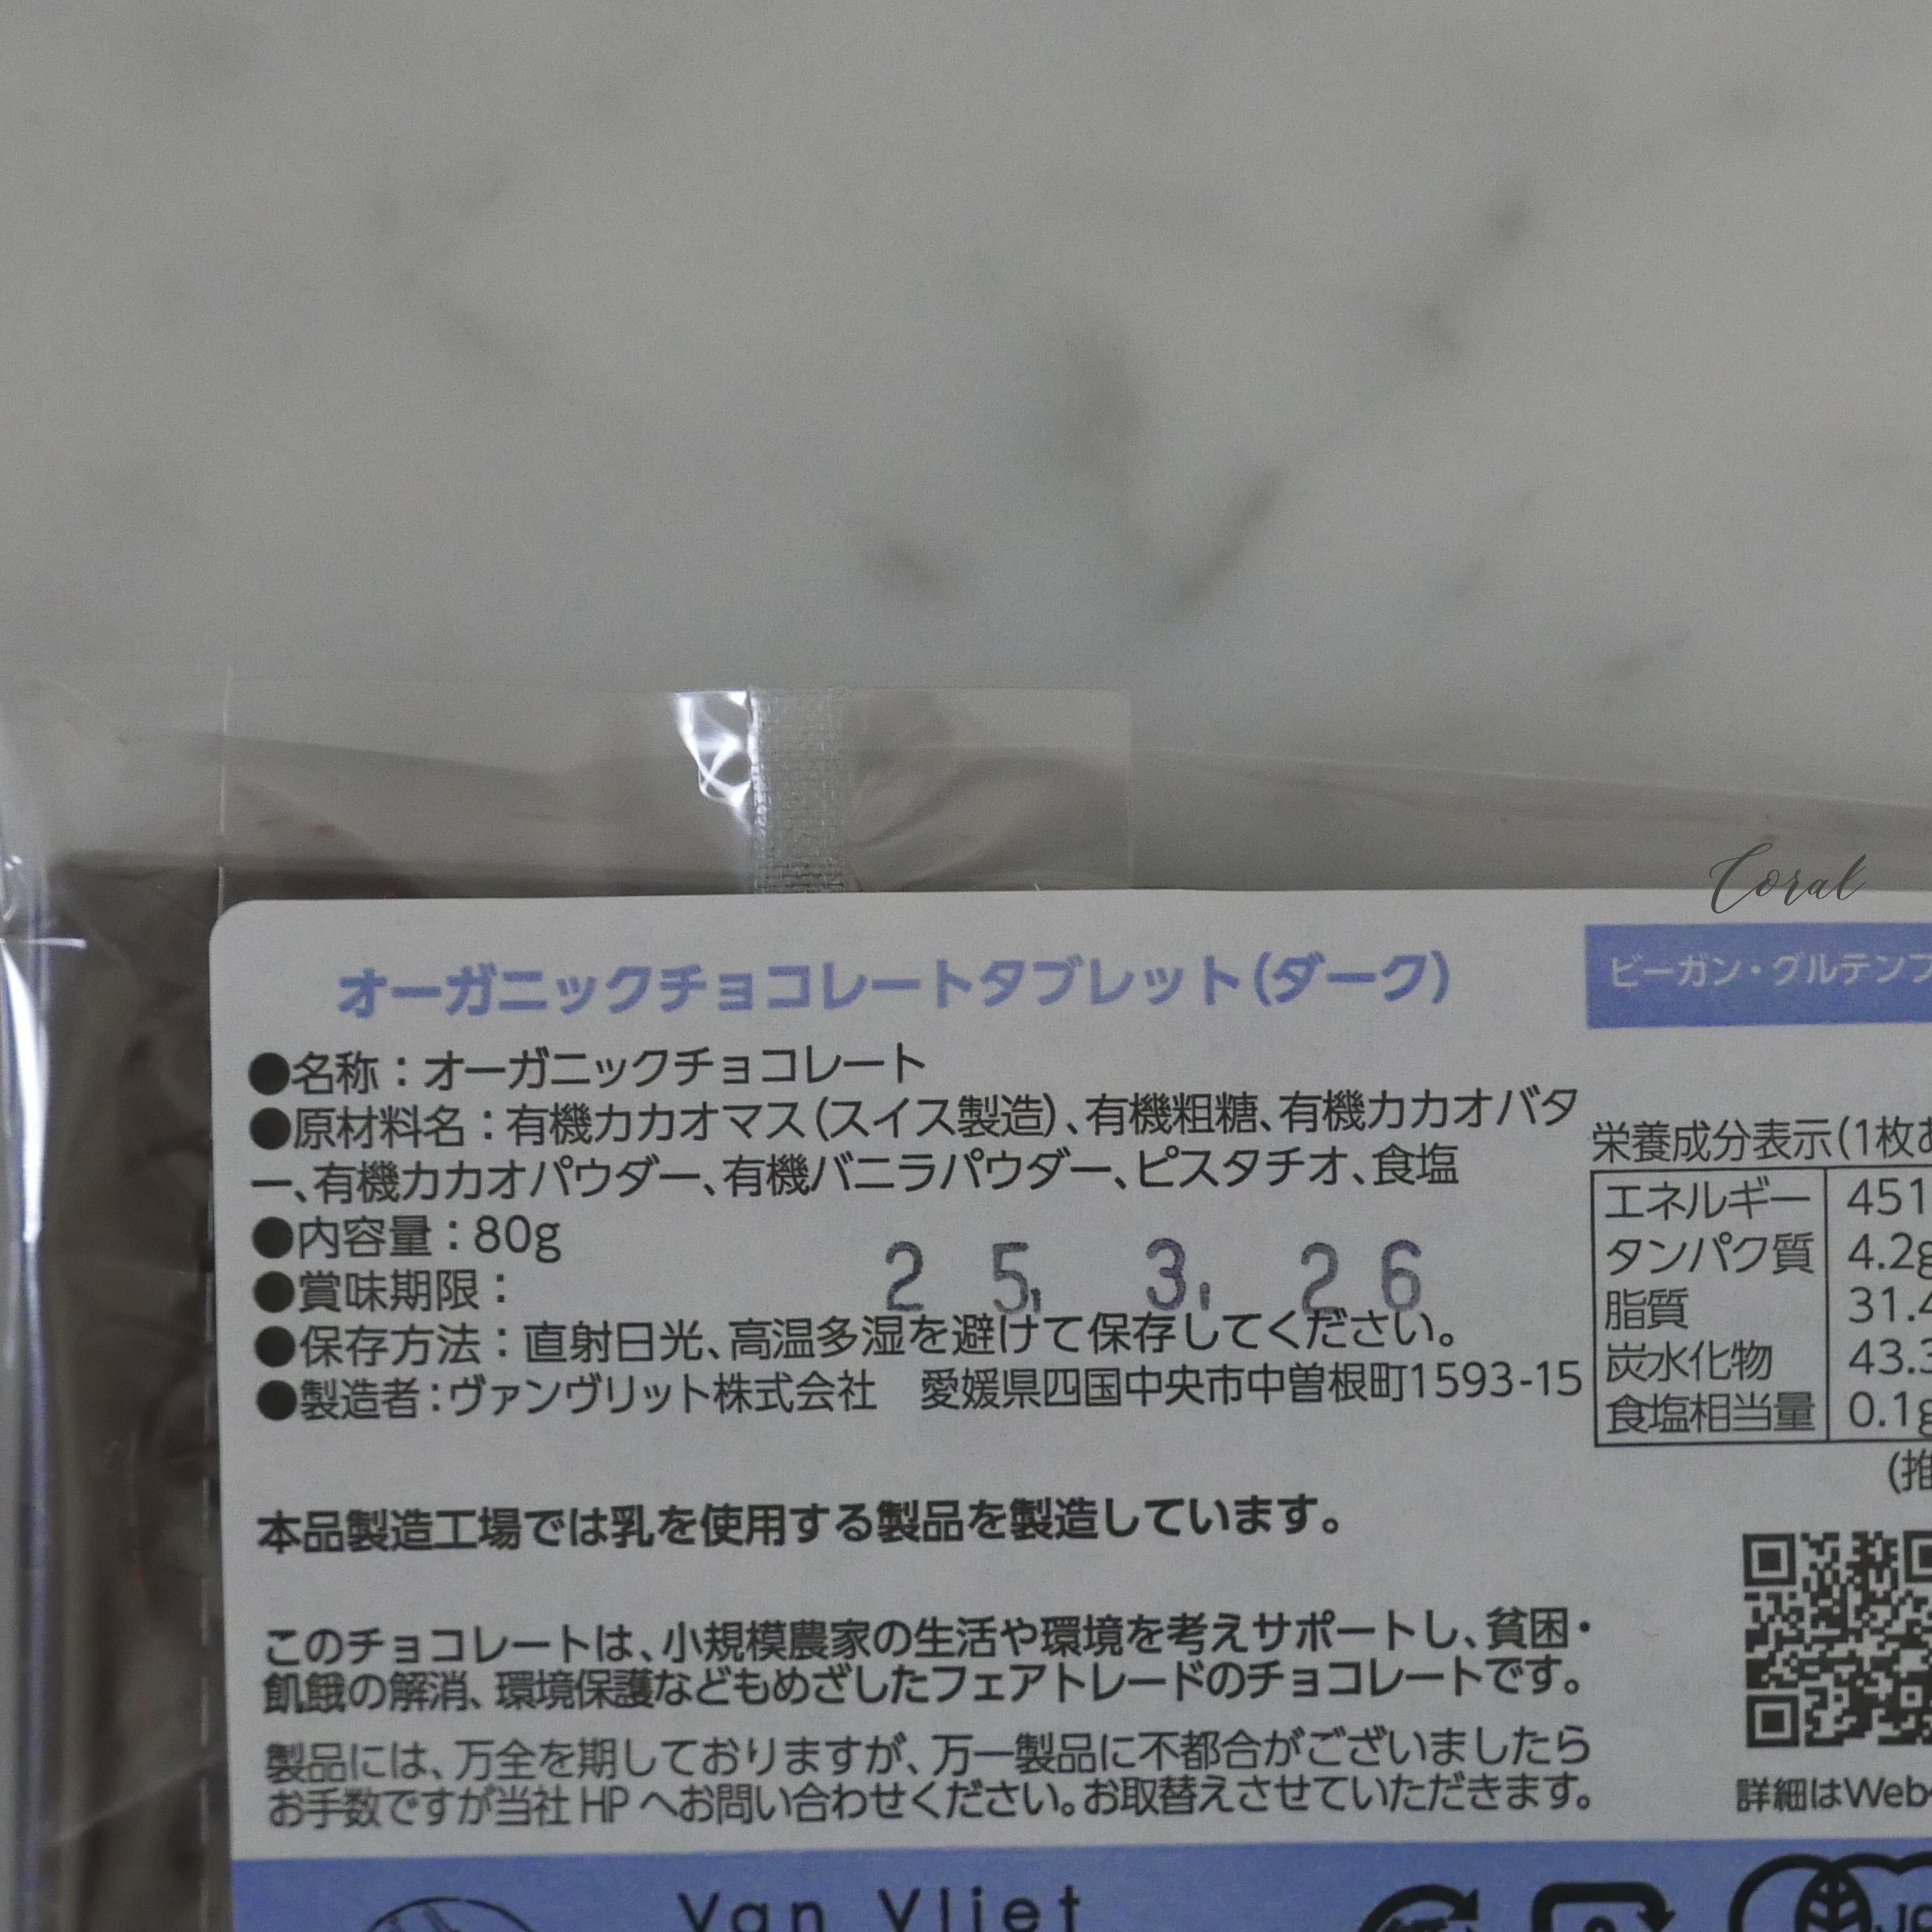 Coral
オーガニックチョコレートタブレット(ダーク)
●名称：オーガニックチョコレート
●原材料名：有機カカオマス(スイス製造)、有機粗糖、有機カカオバタ
ー、有機カカオパウダー、有機バニラパウダー、ピスタチオ、食塩
●内容量：80g
●賞味期限：
25, 3, 26
●保存方法：直射日光、高温多湿を避けて保存してください。
●製造者：ヴァンヴリット株式会社　愛媛県四国中央市中曽根町1593-15
本品製造工場では乳を使用する製品を製造しています。
このチョコレートは、小規模農家の生活や環境を考えサポートし、貧困・
飢餓の解消、環境保護などもめざしたフェアトレードのチョコレートです。
製品には、万全を期しておりますが、万一製品に不都合がございましたら
お手数ですが当社 HP へお問い合わせください。お取替えさせていただきます。
ビーガン・グルテンフ
栄養成分表示(1枚あ
エネルギー 451
タンパク質 4.2g
脂質 31.4
炭水化物 43.3
食塩相当量 0.1g
(推
詳細はWeb
Van Vliet